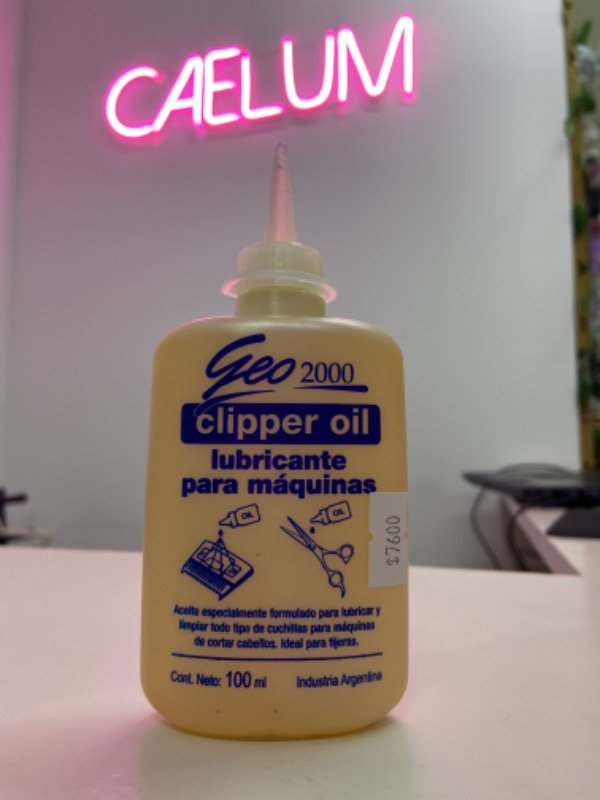 CAELUM
Geo 2000
clipper oil
lubricante
para máquinas
OIL
OIL
$7600
Aceite especialmente formulado para lubricar y
limpiar todo tipo de cuchillas para máquinas
de cortar cabellos. Ideal para tijeras.
Cont. Neto: 100 ml
Industria Argentina